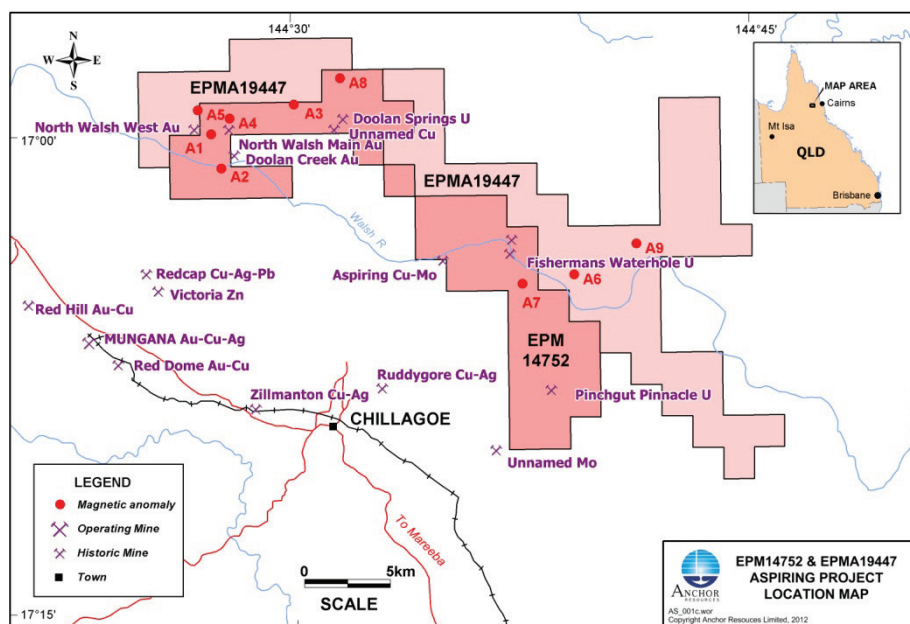 144°30'
144°45'
N
W E
S
EPMA19447
A8
A5
A4
A3
Doolan Springs U
North Walsh West Au
Unnamed Cu
17°00'
A1
North Walsh Main Au
Doolan Creek Au
A2
EPMA19447
MAP AREA
Cairns
Mt Isa
QLD
Brisbane
Walsh R
A9
Fishermans Waterhole U
Aspiring Cu-Mo
A6
Redcap Cu-Ag-Pb
Victoria Zn
A7
Red Hill Au-Cu
MUNGANA Au-Cu-Ag
EPM
14752
Red Dome Au-Cu
Ruddygore Cu-Ag
Pinchgut Pinnacle U
Zillmanton Cu-Ag
CHILLAGOE
Unnamed Mo
LEGEND
Magnetic anomaly
Operating Mine
Historic Mine
Town
To Mareeba
0 5km
SCALE
17°15'
ANCHOR
RESOURCES
EPM14752 & EPMA19447
ASPIRING PROJECT
LOCATION MAP
AS_001c.wor
Copyright Anchor Resouces Limited, 2012